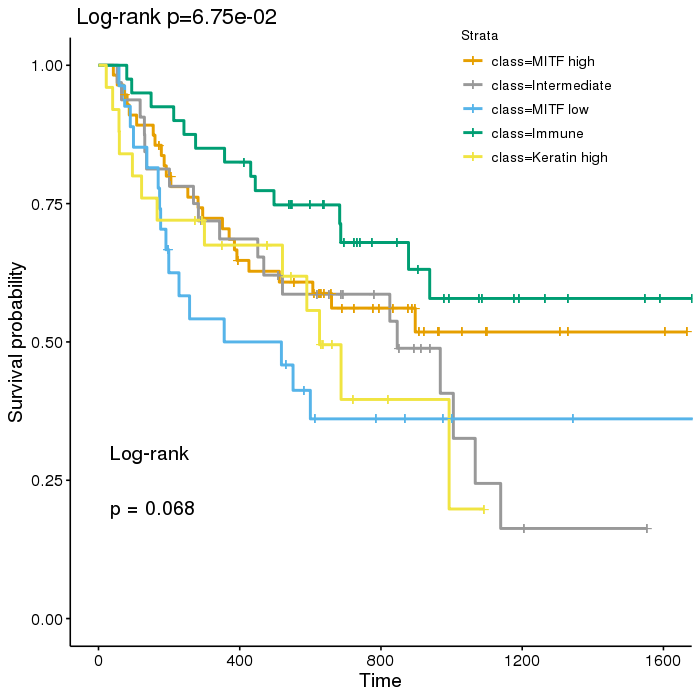 Log-rank p=6.75e-02
Strata
class=MITF high
class=Intermediate
class=MITF low
class=Immune
class=Keratin high
1.00
0.75
0.50
0.25
0.00
Survival probability
Log-rank
p = 0.068
0 400 800 1200 1600
Time